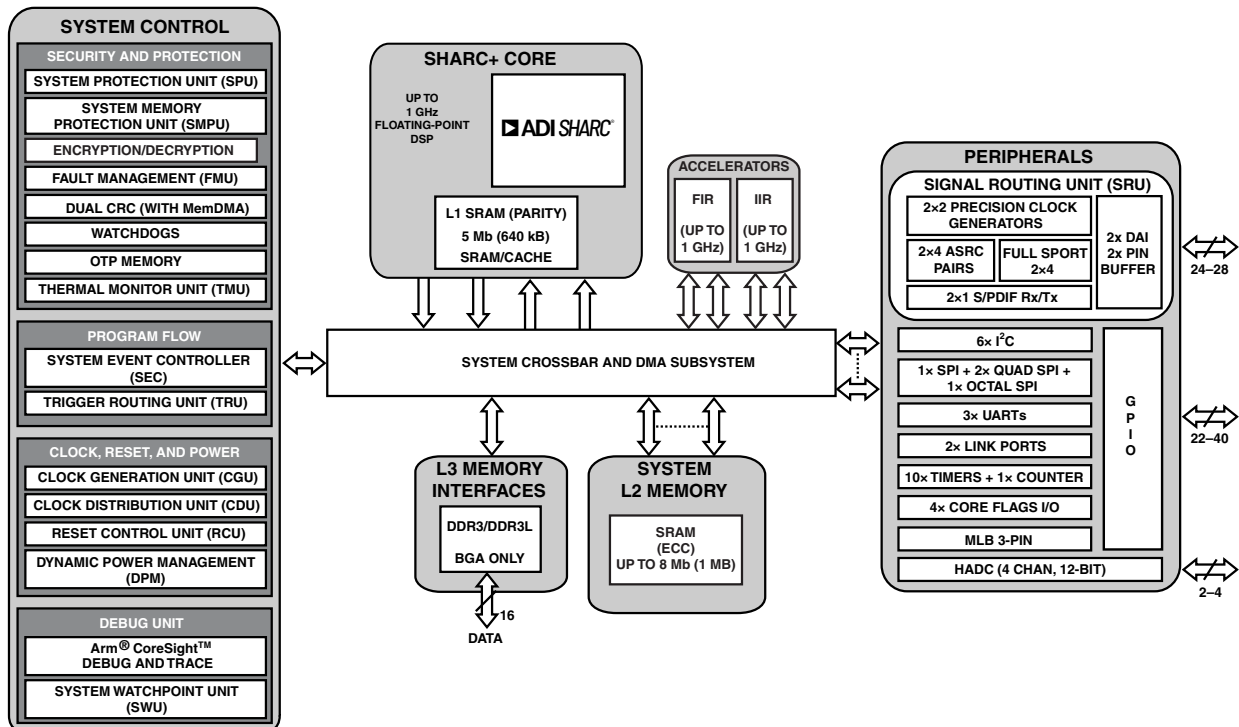 SYSTEM CONTROL
SECURITY AND PROTECTION
SYSTEM PROTECTION UNIT (SPU)
SYSTEM MEMORY
PROTECTION UNIT (SMPU)
ENCRYPTION/DECRYPTION
FAULT MANAGEMENT (FMU)
DUAL CRC (WITH MemDMA)
WATCHDOGS
OTP MEMORY
THERMAL MONITOR UNIT (TMU)
PROGRAM FLOW
SYSTEM EVENT CONTROLLER
(SEC)
TRIGGER ROUTING UNIT (TRU)
CLOCK, RESET, AND POWER
CLOCK GENERATION UNIT (CGU)
CLOCK DISTRIBUTION UNIT (CDU)
RESET CONTROL UNIT (RCU)
DYNAMIC POWER MANAGEMENT
(DPM)
DEBUG UNIT
Arm® CoreSight™
DEBUG AND TRACE
SYSTEM WATCHPOINT UNIT
(SWU)
SHARC+ CORE
UP TO
1 GHz
FLOATING-POINT
DSP
ADI SHARC®
L1 SRAM (PARITY)
5 Mb (640 kB)
SRAM/CACHE
ACCELERATORS
FIR
(UP TO
1 GHz)
IIR
(UP TO
1 GHz)
SYSTEM CROSSBAR AND DMA SUBSYSTEM
L3 MEMORY
INTERFACES
DDR3/DDR3L
BGA ONLY
16
DATA
SYSTEM
L2 MEMORY
SRAM
(ECC)
UP TO 8 Mb (1 MB)
PERIPHERALS
SIGNAL ROUTING UNIT (SRU)
2×2 PRECISION CLOCK
GENERATORS
2×4 ASRC
PAIRS
FULL SPORT
2×4
2×1 S/PDIF Rx/Tx
2x DAI
2x PIN
BUFFER
24–28
6× I²C
1× SPI + 2× QUAD SPI +
1× OCTAL SPI
3× UARTs
2× LINK PORTS
10× TIMERS + 1× COUNTER
4× CORE FLAGS I/O
MLB 3-PIN
G
P
I
O
22–40
HADC (4 CHAN, 12-BIT)
2–4